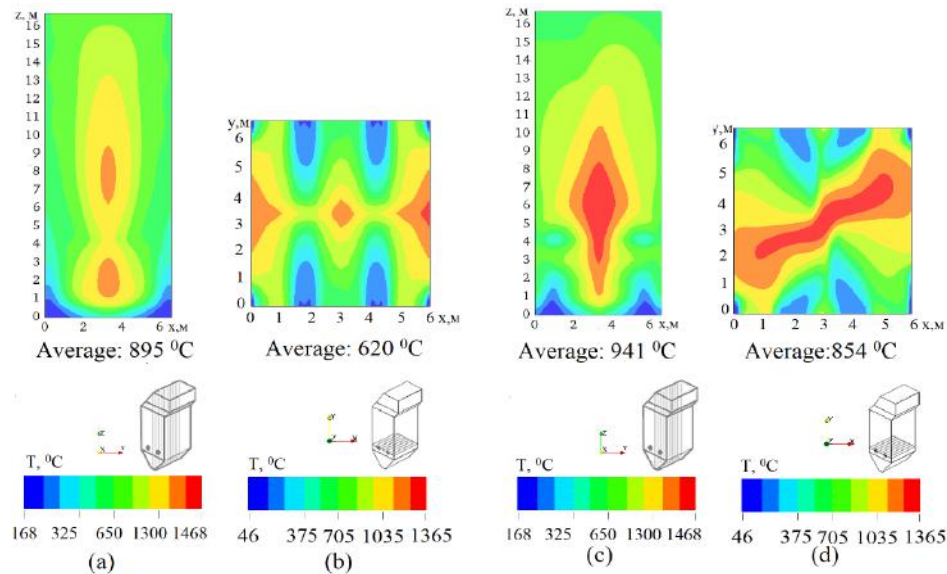 z, м
16
15
14
13
12
11
10
9
8
7
6
5
4
3
2
1
0
0 2 4 6 x,м
Average: 895 ⁰C
y,м
6
5
4
3
2
1
0
0 1 2 3 4 5 6 x,м
Average: 620 ⁰C
z, м
16
15
14
13
12
11
10
9
8
7
6
5
4
3
2
1
0
0 2 4 6 x,м
Average: 941 ⁰C
y,м
6
5
4
3
2
1
0
0 1 2 3 4 5 6 x,м
Average:854 ⁰C
T, ⁰C
168 325 650 1300 1468
(a)
T, ⁰C
46 375 705 1035 1365
(b)
T, ⁰C
168 325 650 1300 1468
(c)
T, ⁰C
46 375 705 1035 1365
(d)